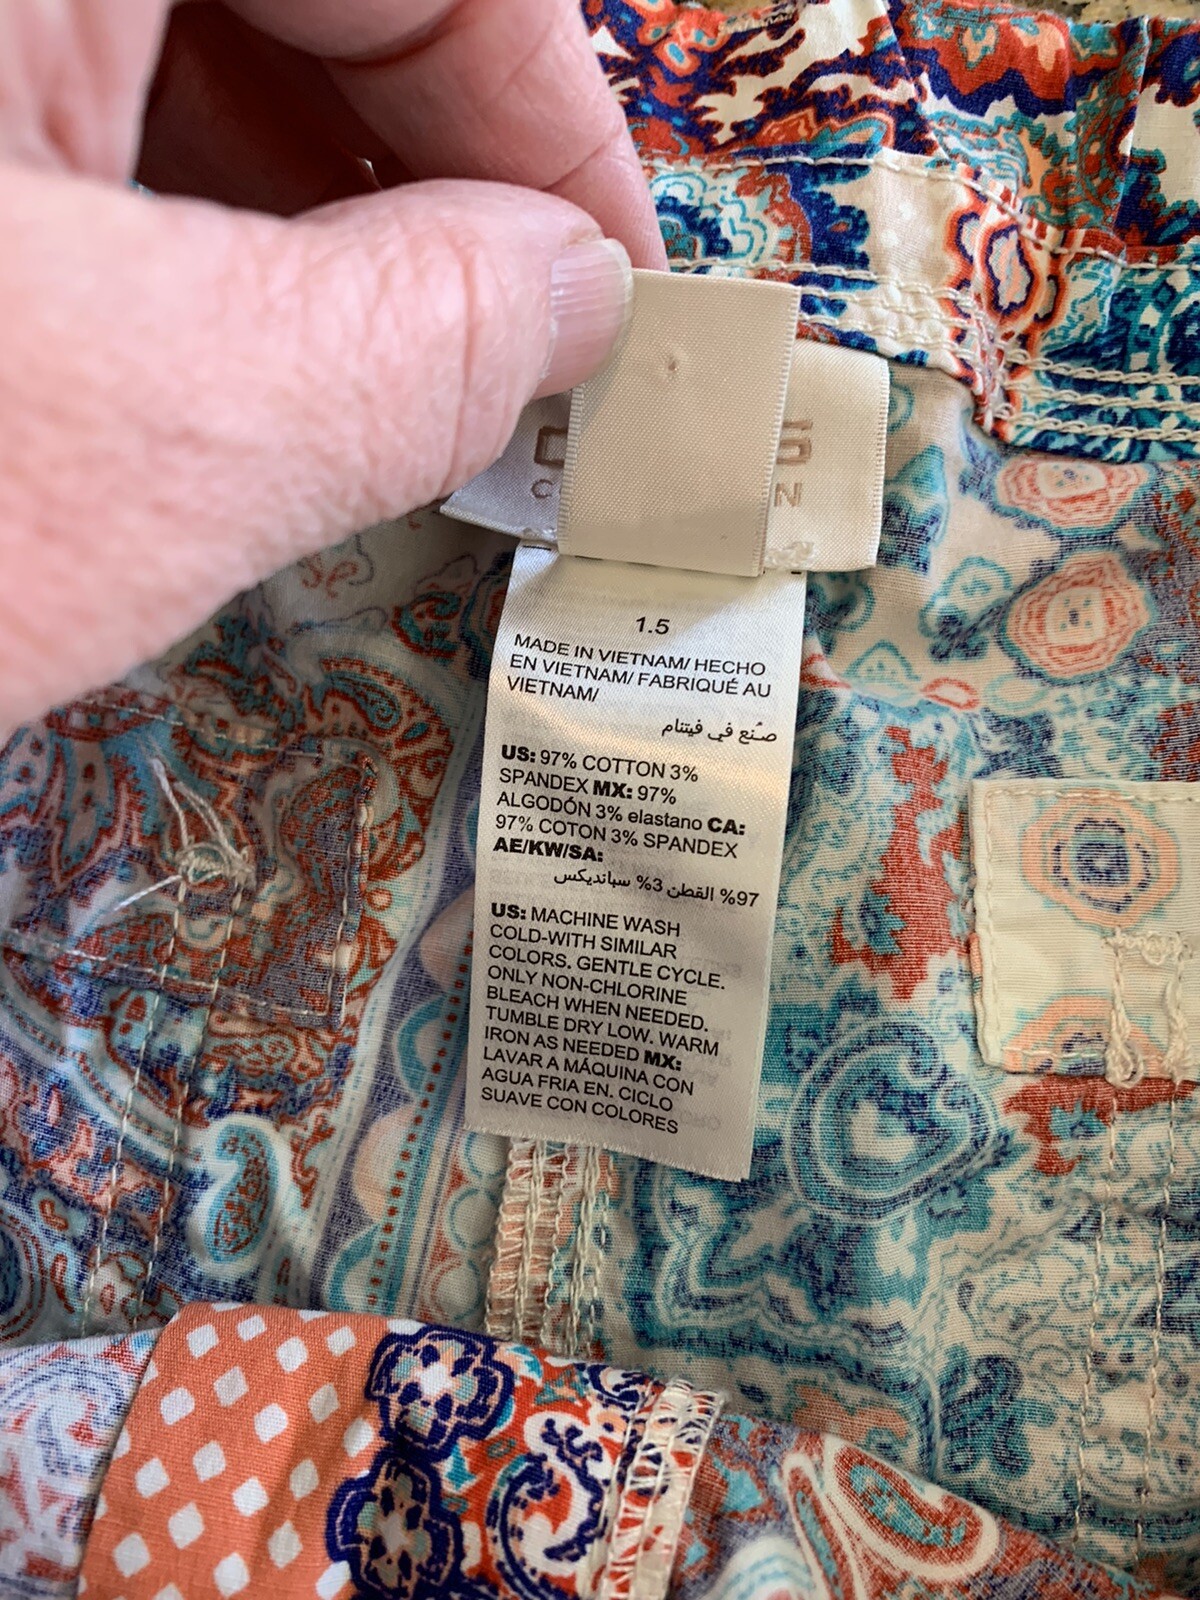 1.5
MADE IN VIETNAM/ HECHO
EN VIETNAM/ FABRIQUÉ AU
VIETNAM/
صُنع في فيتنام
US: 97% COTTON 3%
SPANDEX MX: 97%
ALGODÓN 3% elastano CA:
97% COTON 3% SPANDEX
AE/KW/SA:
97% القطن 3% سبانديكس
US: MACHINE WASH
COLD-WITH SIMILAR
COLORS. GENTLE CYCLE.
ONLY NON-CHLORINE
BLEACH WHEN NEEDED.
TUMBLE DRY LOW. WARM
IRON AS NEEDED MX:
LAVAR A MÁQUINA CON
AGUA FRIA EN. CICLO
SUAVE CON COLORES